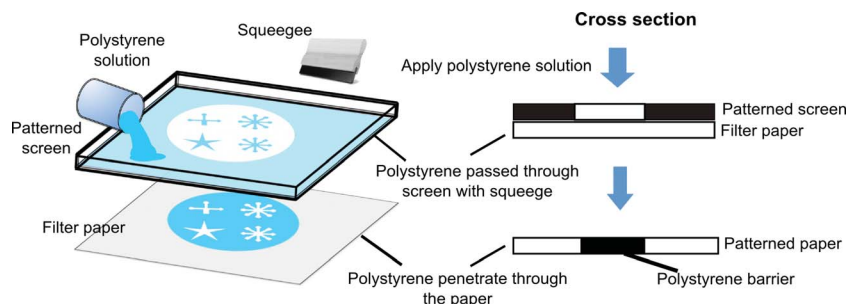 Polystyrene
solution
Squeegee
Patterned
screen
Filter paper
Polystyrene passed through
screen with squeege
Polystyrene penetrate through
the paper
Cross section
Apply polystyrene solution
Patterned screen
Filter paper
Patterned paper
Polystyrene barrier